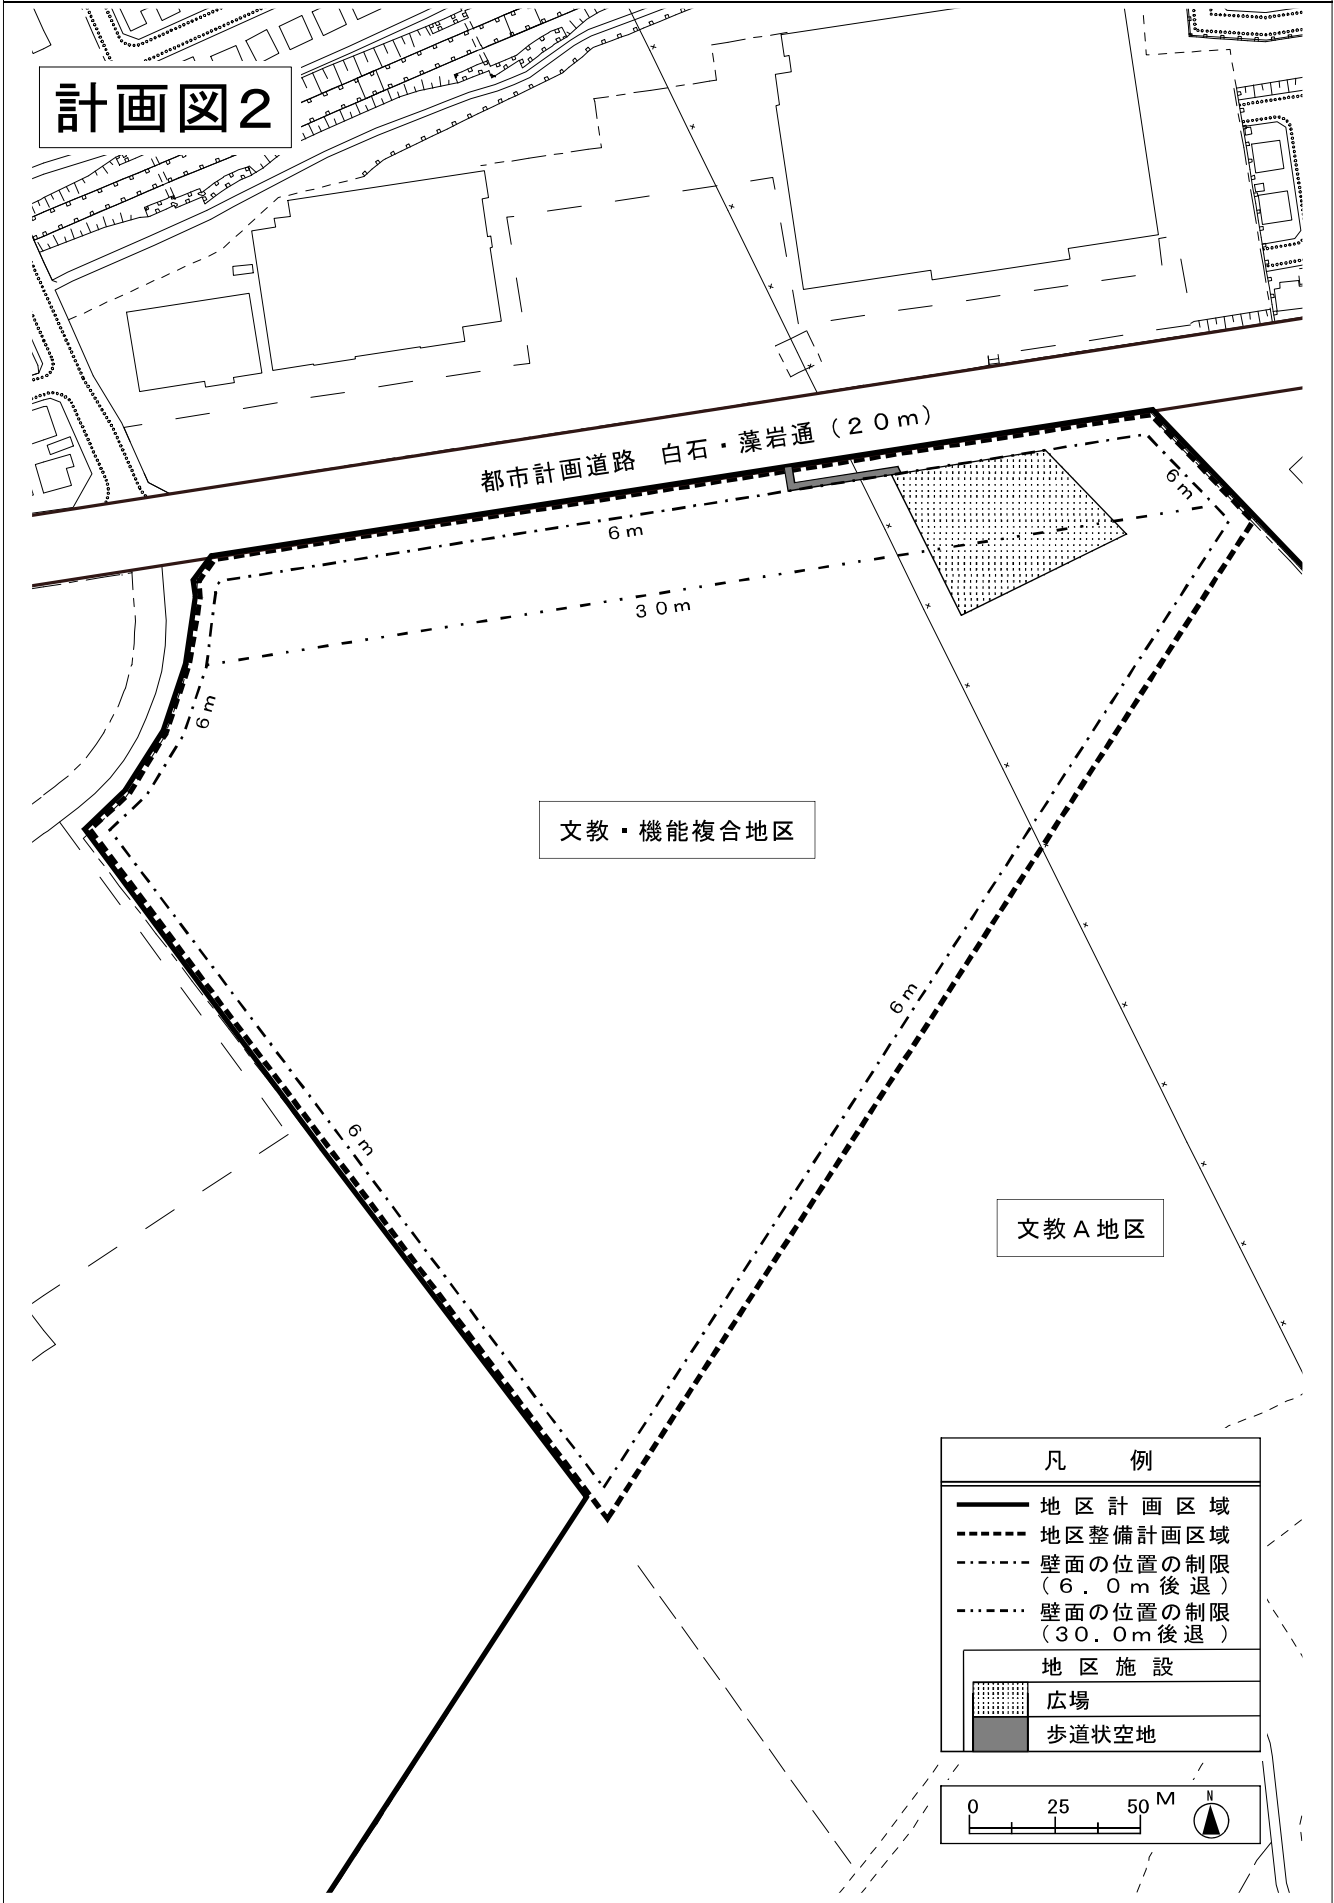 計画図2
都市計画道路 白石・藻岩通（20m）
6m
6m
30m
6m
文教・機能複合地区
6m
6m
文教A地区
凡 例
地区計画区域
地区整備計画区域
壁面の位置の制限
（6.0m後退）
壁面の位置の制限
（30.0m後退）
地区施設
広場
歩道状空地
0 25 50 M N